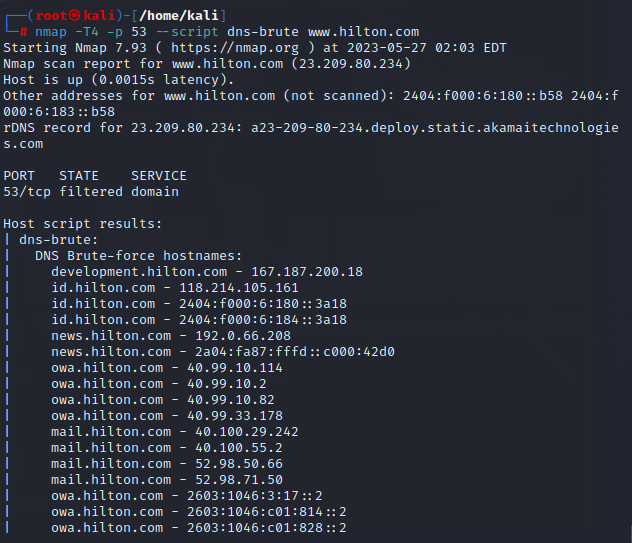 ┌──(root㉿kali)-[/home/kali]
└─# nmap -T4 -p 53 --script dns-brute www.hilton.com
Starting Nmap 7.93 ( https://nmap.org ) at 2023-05-27 02:03 EDT
Nmap scan report for www.hilton.com (23.209.80.234)
Host is up (0.0015s latency).
Other addresses for www.hilton.com (not scanned): 2404:f000:6:180::b58 2404:f
000:6:183::b58
rDNS record for 23.209.80.234: a23-209-80-234.deploy.static.akamaitechnologie
s.com

PORT   STATE    SERVICE
53/tcp filtered domain

Host script results:
| dns-brute:
|   DNS Brute-force hostnames:
|     development.hilton.com - 167.187.200.18
|     id.hilton.com - 118.214.105.161
|     id.hilton.com - 2404:f000:6:180::3a18
|     id.hilton.com - 2404:f000:6:184::3a18
|     news.hilton.com - 192.0.66.208
|     news.hilton.com - 2a04:fa87:fffd::c000:42d0
|     owa.hilton.com - 40.99.10.114
|     owa.hilton.com - 40.99.10.2
|     owa.hilton.com - 40.99.10.82
|     owa.hilton.com - 40.99.33.178
|     mail.hilton.com - 40.100.29.242
|     mail.hilton.com - 40.100.55.2
|     mail.hilton.com - 52.98.50.66
|     mail.hilton.com - 52.98.71.50
|     owa.hilton.com - 2603:1046:3:17::2
|     owa.hilton.com - 2603:1046:c01:814::2
|     owa.hilton.com - 2603:1046:c01:828::2